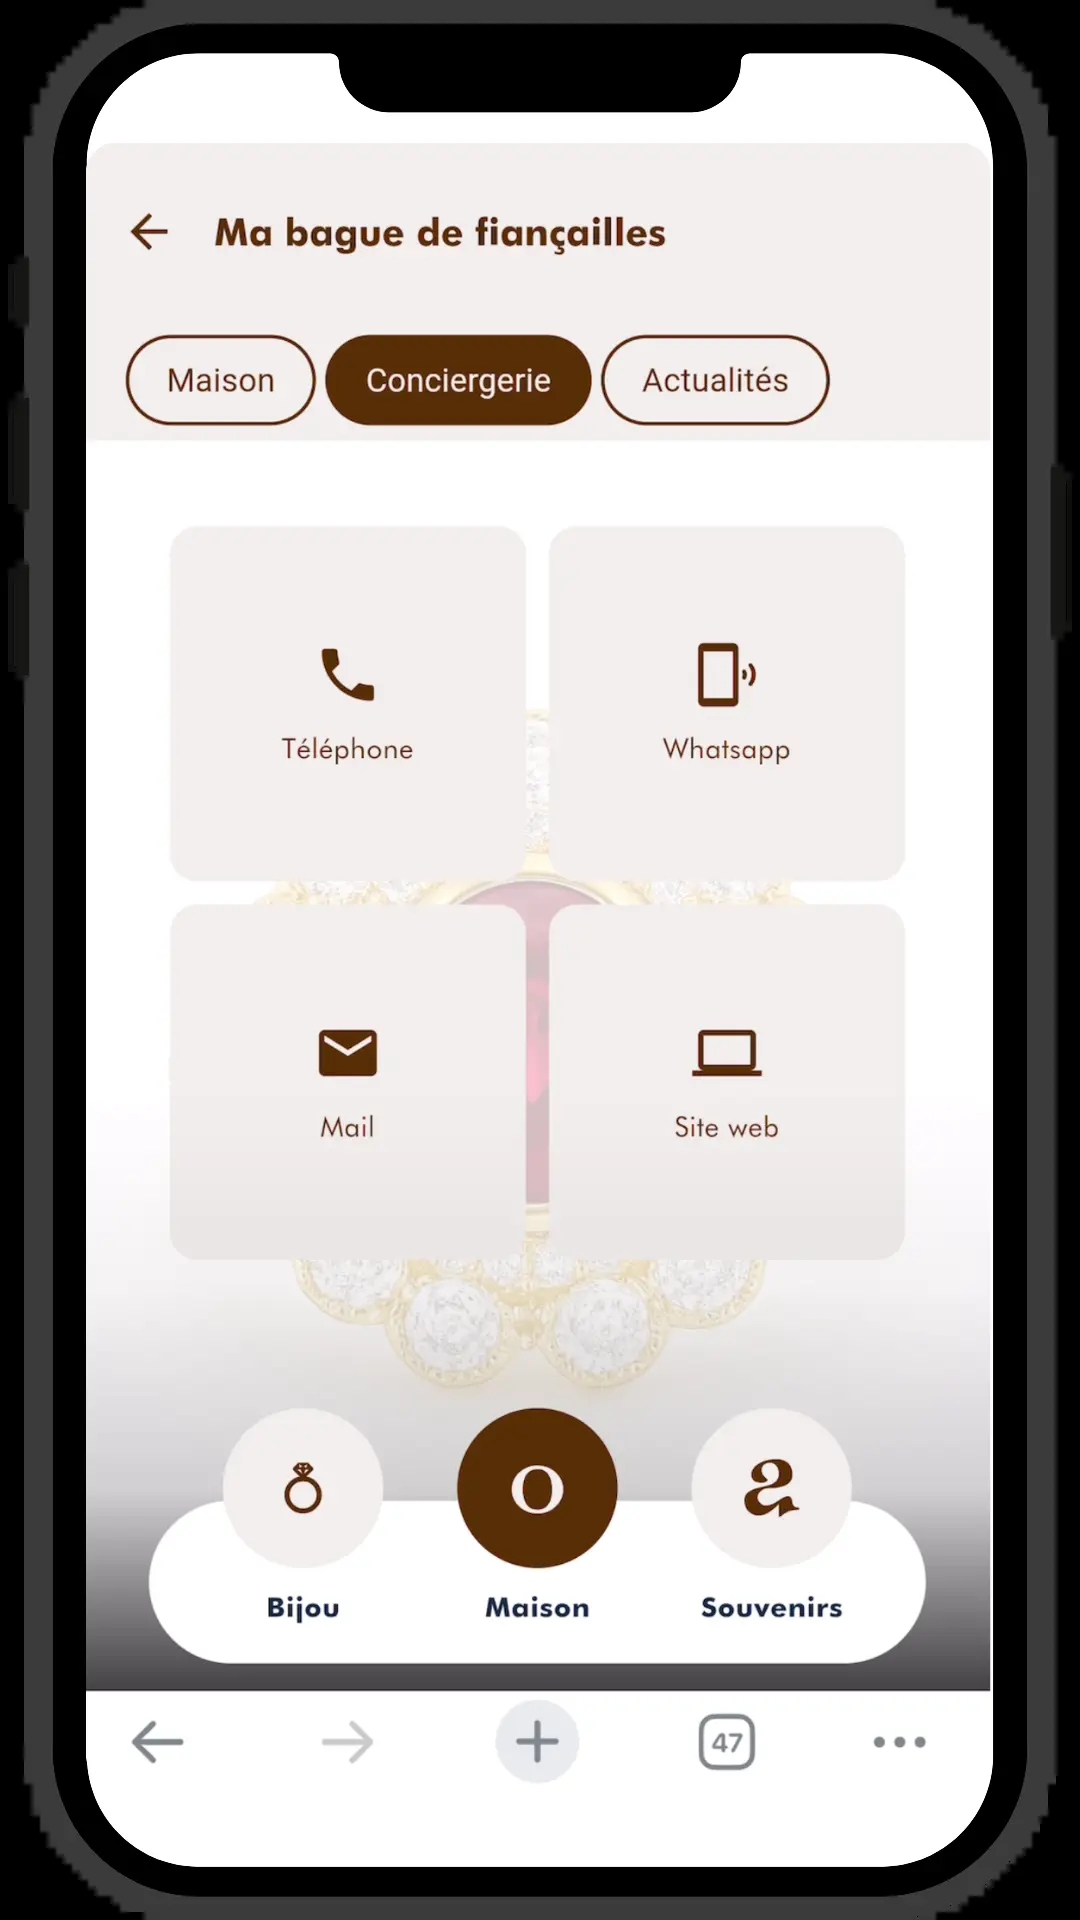 Ma bague de fiançailles
Maison Conciergerie Actualités
Téléphone Whatsapp
Mail Site web
O a
Bijou Maison Souvenirs
47